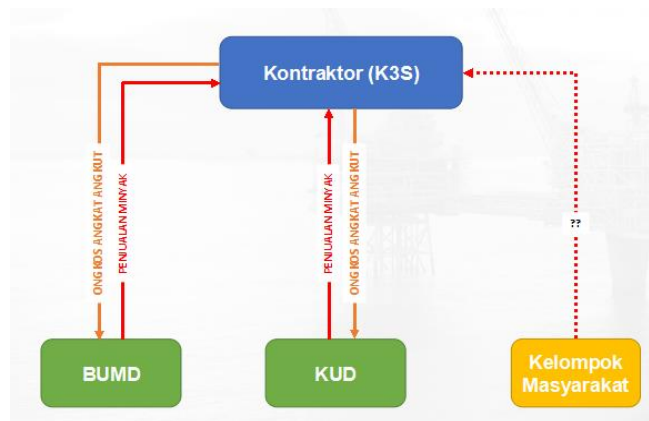 Kontraktor (K3S)
ONGKOS ANGKAT ANGKUT
PENJUALAN MINYAK
PENJUALAN MINYAK
ONGKOS ANGKAT ANGKUT
??
BUMD
KUD
Kelompok
Masyarakat